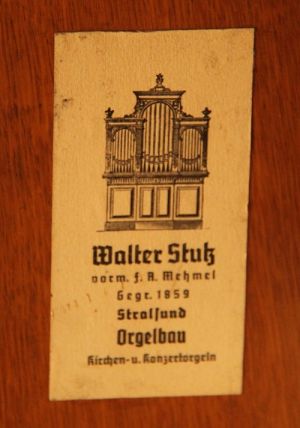 Walter Stutz
vorm. F. A. Mehmel
Gegr. 1859
Stralsund
Orgelbau
Kirchen- u. Konzertorgeln